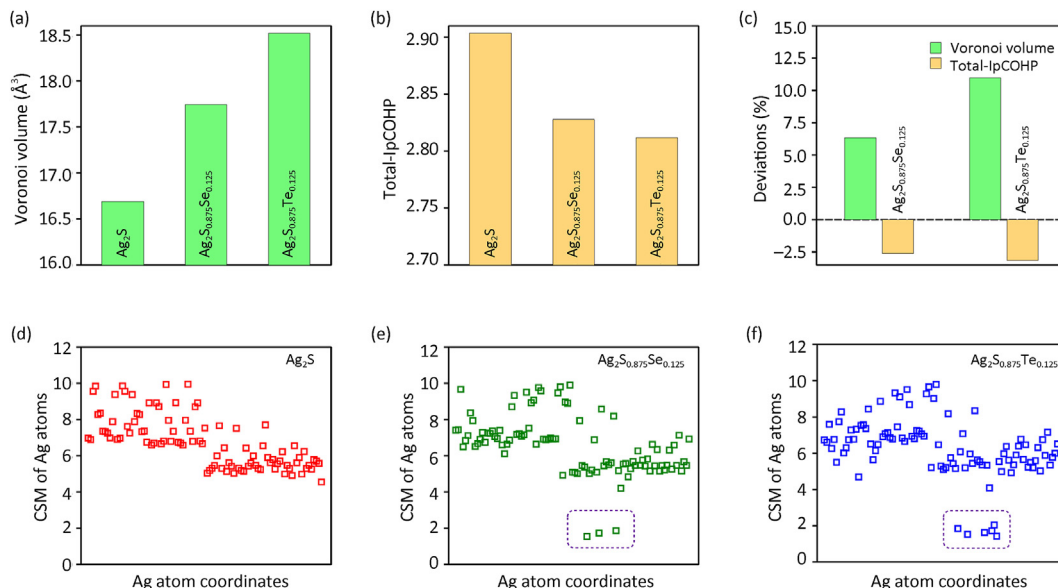 (a)
Voronoi volume (Å³)
18.5
18.0
17.5
17.0
16.5
16.0
Ag₂S
Ag₂S₀.₈₇₅Se₀.₁₂₅
Ag₂S₀.₈₇₅Te₀.₁₂₅
(b)
Total-IpCOHP
2.90
2.85
2.80
2.75
2.70
Ag₂S
Ag₂S₀.₈₇₅Se₀.₁₂₅
Ag₂S₀.₈₇₅Te₀.₁₂₅
(c)
Deviations (%)
15.0
12.5
10.0
7.5
5.0
2.5
0.0
−2.5
Voronoi volume
Total-IpCOHP
Ag₂S₀.₈₇₅Se₀.₁₂₅
Ag₂S₀.₈₇₅Te₀.₁₂₅
(d)
CSM of Ag atoms
12
10
8
6
4
2
0
Ag₂S
Ag atom coordinates
(e)
CSM of Ag atoms
12
10
8
6
4
2
0
Ag₂S₀.₈₇₅Se₀.₁₂₅
Ag atom coordinates
(f)
CSM of Ag atoms
12
10
8
6
4
2
0
Ag₂S₀.₈₇₅Te₀.₁₂₅
Ag atom coordinates